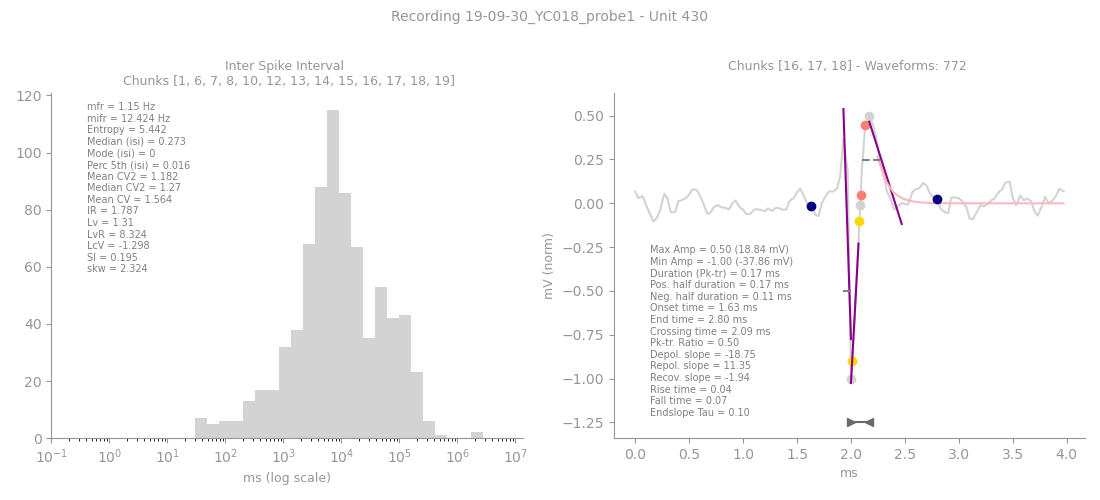 Recording 19-09-30_YC018_probe1 - Unit 430
Inter Spike Interval
Chunks [1, 6, 7, 8, 10, 12, 13, 14, 15, 16, 17, 18, 19]
120
100
80
60
40
20
0
mfr = 1.15 Hz
mifr = 12.424 Hz
Entropy = 5.442
Median (isi) = 0.273
Mode (isi) = 0
Perc 5th (isi) = 0.016
Mean CV2 = 1.182
Median CV2 = 1.27
Mean CV = 1.564
IR = 1.787
Lv = 1.31
LvR = 8.324
LcV = -1.298
SI = 0.195
skw = 2.324
10⁻¹ 10⁰ 10¹ 10² 10³ 10⁴ 10⁵ 10⁶ 10⁷
ms (log scale)
Chunks [16, 17, 18] - Waveforms: 772
mV (norm)
0.50
0.25
0.00
−0.25
−0.50
−0.75
−1.00
−1.25
Max Amp = 0.50 (18.84 mV)
Min Amp = -1.00 (-37.86 mV)
Duration (Pk-tr) = 0.17 ms
Pos. half duration = 0.17 ms
Neg. half duration = 0.11 ms
Onset time = 1.63 ms
End time = 2.80 ms
Crossing time = 2.09 ms
Pk-tr. Ratio = 0.50
Depol. slope = -18.75
Repol. slope = 11.35
Recov. slope = -1.94
Rise time = 0.04
Fall time = 0.07
Endslope Tau = 0.10
0.0 0.5 1.0 1.5 2.0 2.5 3.0 3.5 4.0
ms